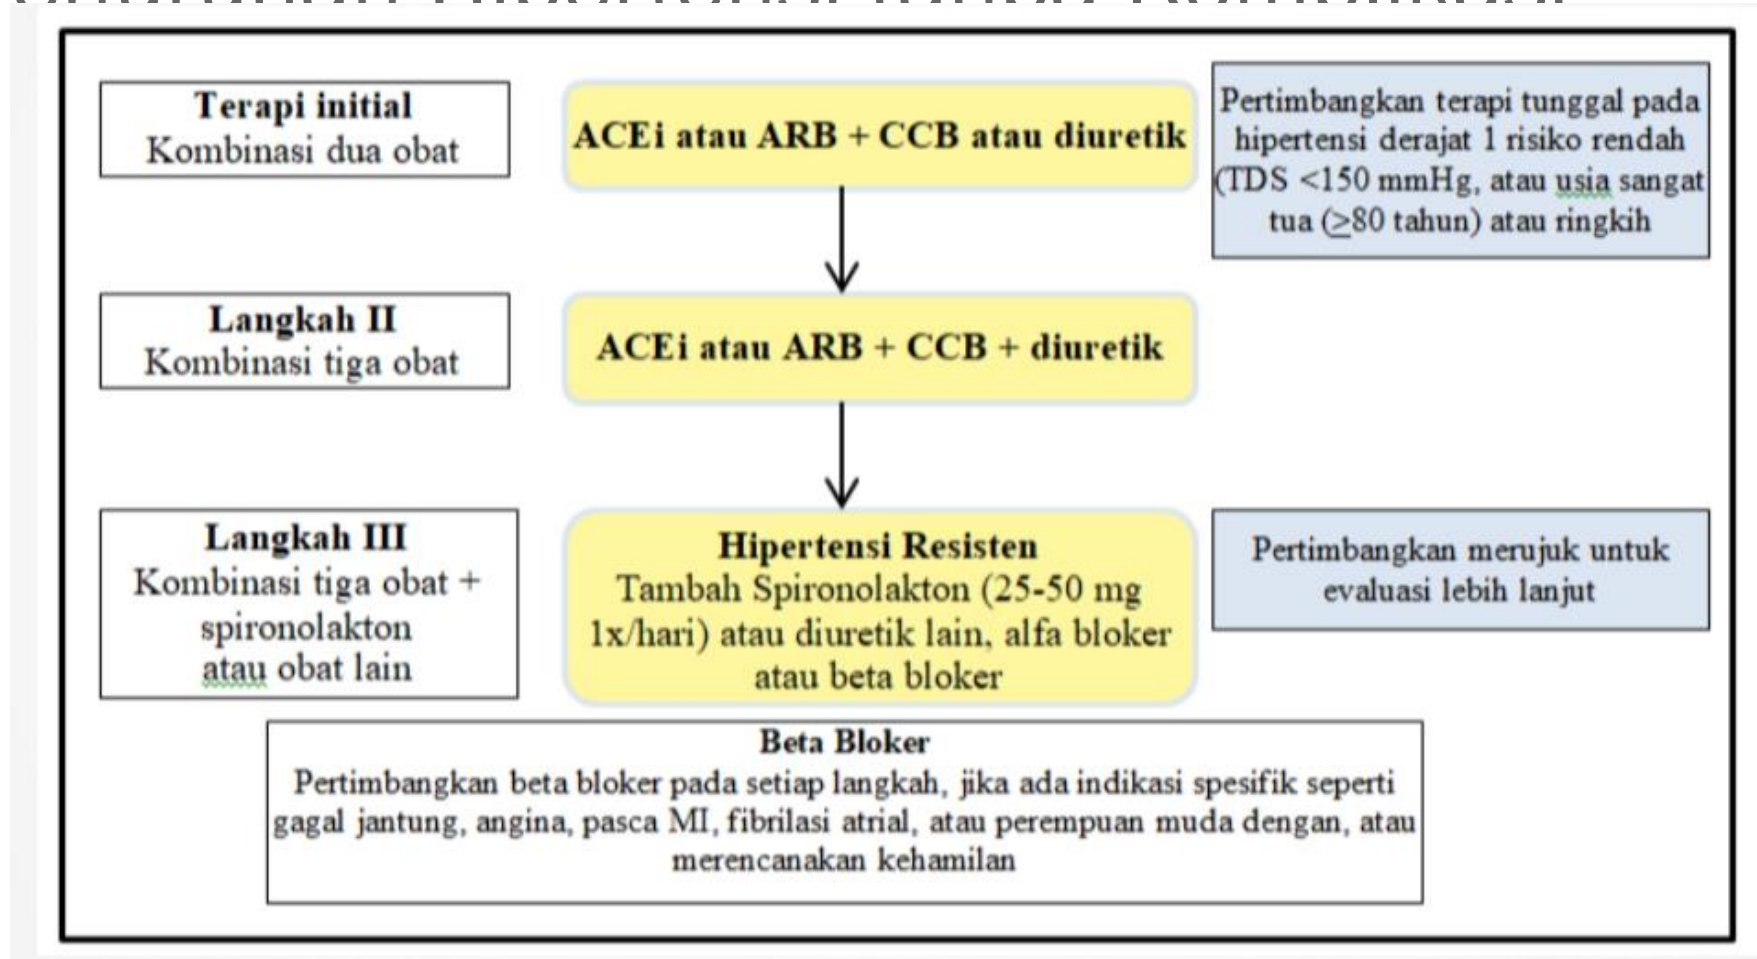 Terapi initial
Kombinasi dua obat
ACEi atau ARB + CCB atau diuretik
Pertimbangkan terapi tunggal pada
hipertensi derajat 1 risiko rendah
(TDS <150 mmHg, atau usia sangat
tua (≥80 tahun) atau ringkih
Langkah II
Kombinasi tiga obat
ACEi atau ARB + CCB + diuretik
Langkah III
Kombinasi tiga obat +
spironolakton
atau obat lain
Hipertensi Resisten
Tambah Spironolakton (25-50 mg
1x/hari) atau diuretik lain, alfa bloker
atau beta bloker
Pertimbangkan merujuk untuk
evaluasi lebih lanjut
Beta Bloker
Pertimbangkan beta bloker pada setiap langkah, jika ada indikasi spesifik seperti
gagal jantung, angina, pasca MI, fibrilasi atrial, atau perempuan muda dengan, atau
merencanakan kehamilan